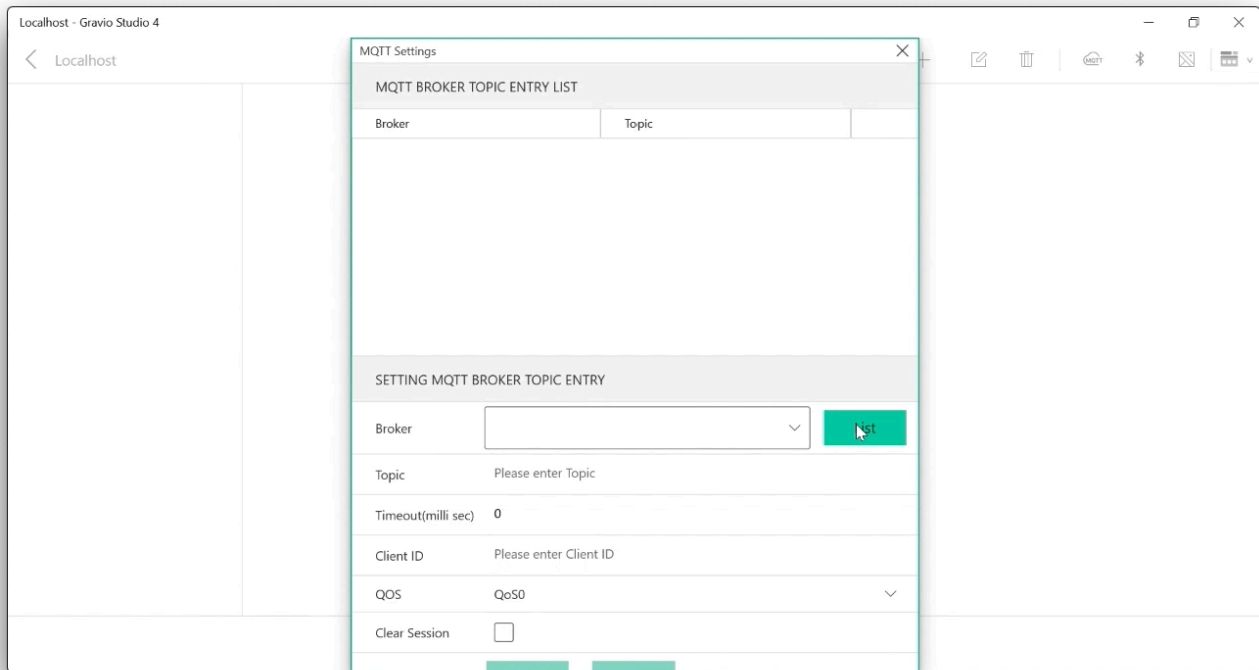 Localhost - Gravio Studio 4
Localhost
MQTT Settings
MQTT
MQTT BROKER TOPIC ENTRY LIST
Broker Topic
SETTING MQTT BROKER TOPIC ENTRY
Broker List
Topic Please enter Topic
Timeout(milli sec) 0
Client ID Please enter Client ID
QOS QoS0
Clear Session